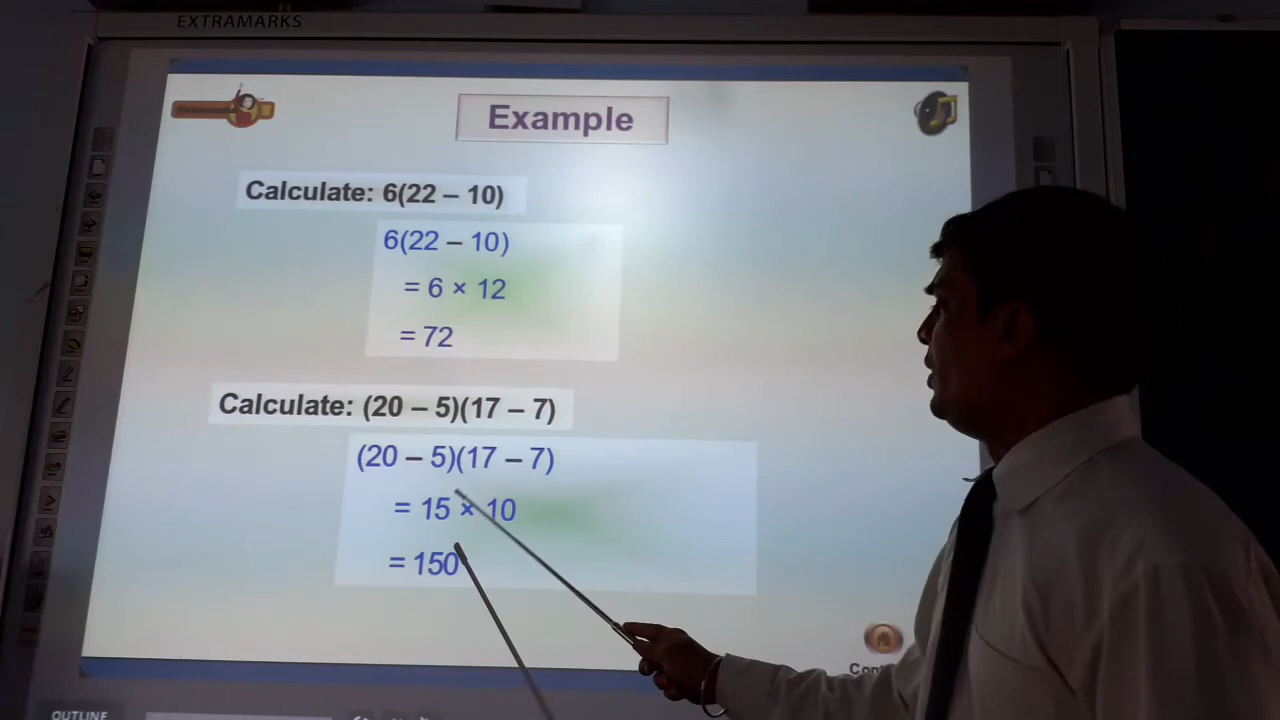 EXTRAMARKS
Example
Calculate: 6(22 – 10)
6(22 – 10)
= 6 × 12
= 72
Calculate: (20 – 5)(17 – 7)
(20 – 5)(17 – 7)
= 15 × 10
= 150
OUTLINE